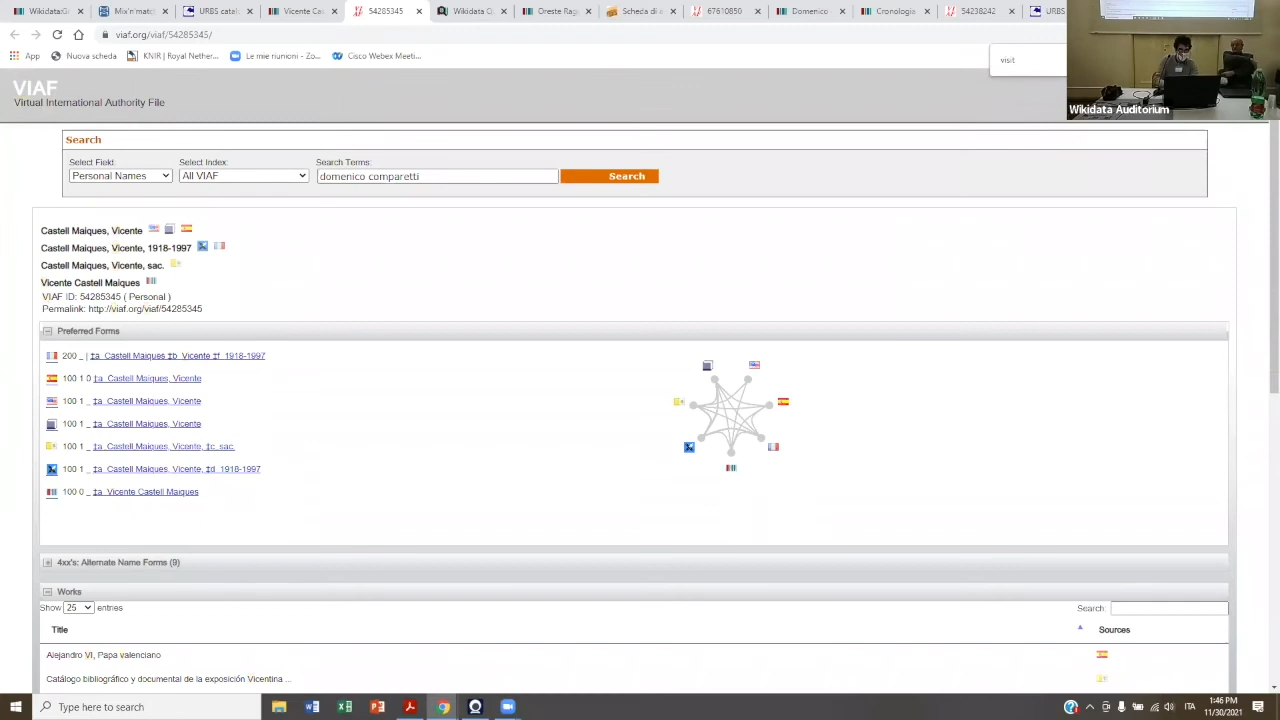 WikidataG
Mix'n'match
URBS catal
Vicente Ca
54285345
Wikidata Q
Oreste Rag
Scheda di a
67610850
Domenico
Cronologia
54238242
URBS
viaf.org/viaf/54285345/
App
Nuova scheda
KNIR | Royal Nether...
Le mie riunioni - Zo...
Cisco Webex Meeti...
visit
Wikidata Auditorium
VIAF
Virtual International Authority File
Search
Select Field:
Select Index:
Search Terms:
Personal Names
All VIAF
domenico comparetti
Search
Castell Maiques, Vicente
Castell Maiques, Vicente, 1918-1997
Castell Maiques, Vicente, sac.
Vicente Castell Maiques
VIAF ID: 54285345 ( Personal )
Permalink: http://viaf.org/viaf/54285345
Preferred Forms
200 _ | ‡a Castell Maiques ‡b Vicente ‡f 1918-1997
100 1 0 ‡a Castell Maiques, Vicente
100 1 _ ‡a Castell Maiques, Vicente
100 1 _ ‡a Castell Maiques, Vicente
100 1 _ ‡a Castell Maiques, Vicente, ‡c sac.
100 1 _ ‡a Castell Maiques, Vicente, ‡d 1918-1997
100 0 _ ‡a Vicente Castell Maiques
4xx's: Alternate Name Forms (9)
Works
Show 25 entries
Search:
Title
Sources
Alejandro VI, Papa valenciano
Catálogo bibliográfico y documental de la exposición Vicentina ...
Type here to search
ITA
1:46 PM
11/30/2021